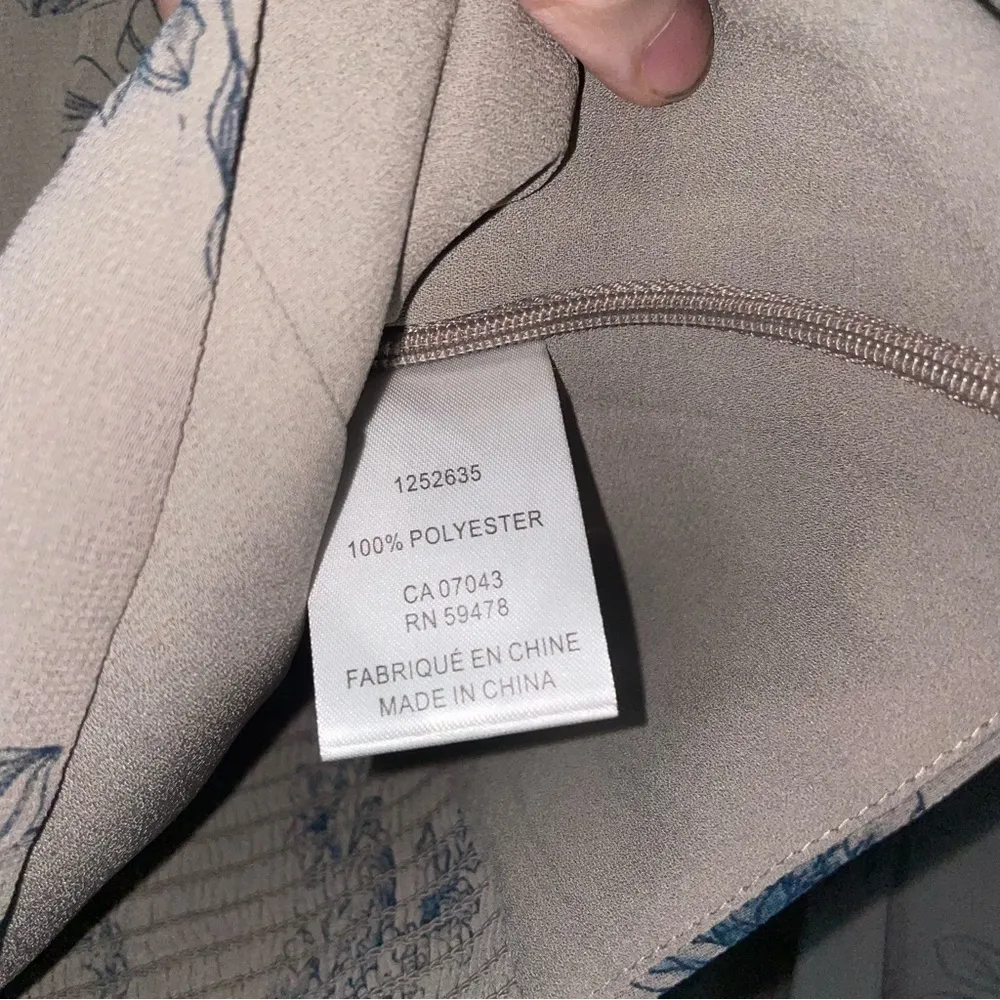 1252635
100% POLYESTER
CA 07043
RN 59478
FABRIQUÉ EN CHINE
MADE IN CHINA